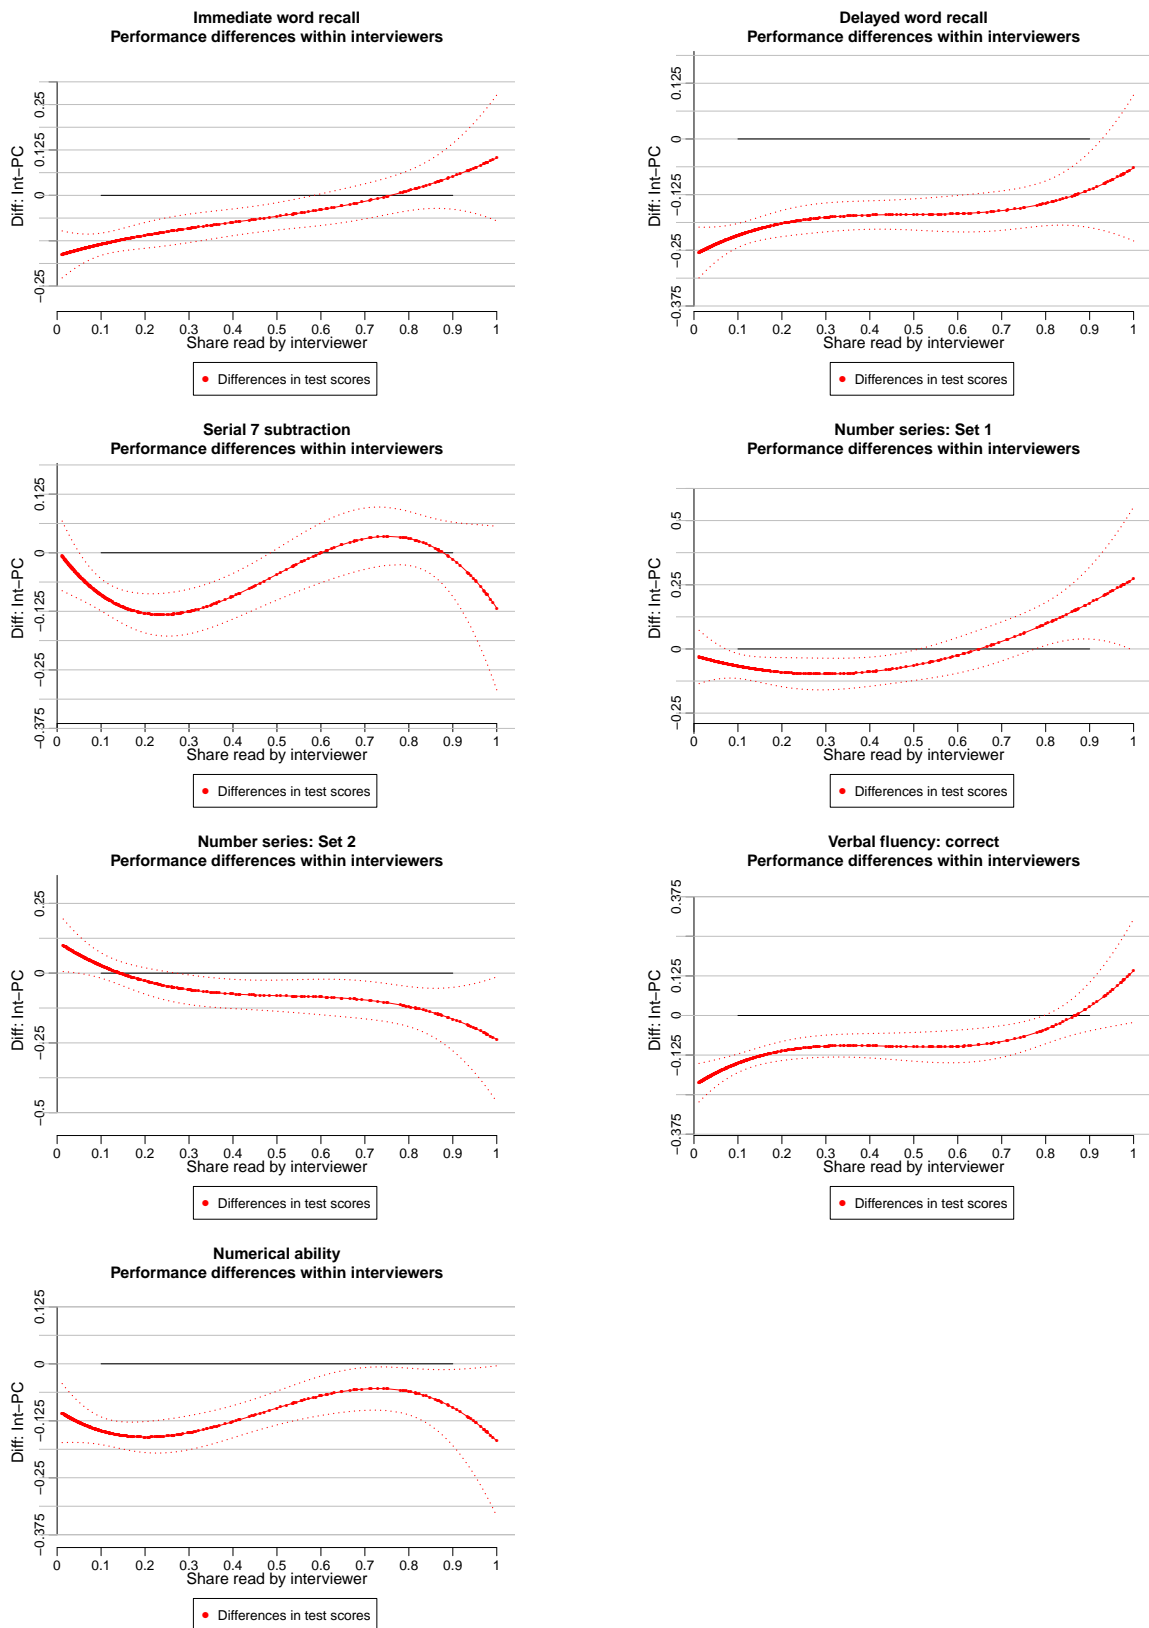 Immediate word recall
Performance differences within interviewers
Diff: Int–PC
0.25
0.125
0
−0.25
0 0.1 0.2 0.3 0.4 0.5 0.6 0.7 0.8 0.9 1
Share read by interviewer
Differences in test scores
Delayed word recall
Performance differences within interviewers
Diff: Int–PC
0.125
0
−0.125
−0.25
−0.375
0 0.1 0.2 0.3 0.4 0.5 0.6 0.7 0.8 0.9 1
Share read by interviewer
Differences in test scores
Serial 7 subtraction
Performance differences within interviewers
Diff: Int–PC
0.125
0
−0.125
−0.25
−0.375
0 0.1 0.2 0.3 0.4 0.5 0.6 0.7 0.8 0.9 1
Share read by interviewer
Differences in test scores
Number series: Set 1
Performance differences within interviewers
Diff: Int–PC
0.5
0.25
0
−0.25
0 0.1 0.2 0.3 0.4 0.5 0.6 0.7 0.8 0.9 1
Share read by interviewer
Differences in test scores
Number series: Set 2
Performance differences within interviewers
Diff: Int–PC
0.25
0
−0.25
−0.5
0 0.1 0.2 0.3 0.4 0.5 0.6 0.7 0.8 0.9 1
Share read by interviewer
Differences in test scores
Verbal fluency: correct
Performance differences within interviewers
Diff: Int–PC
0.375
0.125
0
−0.125
−0.375
0 0.1 0.2 0.3 0.4 0.5 0.6 0.7 0.8 0.9 1
Share read by interviewer
Differences in test scores
Numerical ability
Performance differences within interviewers
Diff: Int–PC
0.125
0
−0.125
−0.25
−0.375
0 0.1 0.2 0.3 0.4 0.5 0.6 0.7 0.8 0.9 1
Share read by interviewer
Differences in test scores